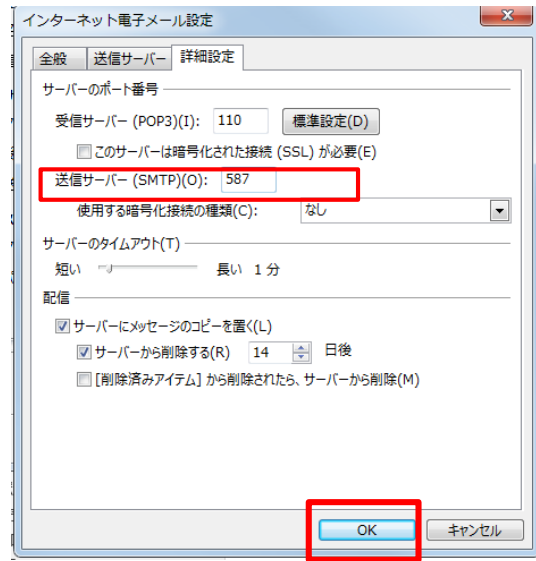 インターネット電子メール設定
全般 送信サーバー 詳細設定
サーバーのポート番号
受信サーバー (POP3)(I): 110 標準設定(D)
このサーバーは暗号化された接続 (SSL) が必要(E)
送信サーバー (SMTP)(O): 587
使用する暗号化接続の種類(C): なし
サーバーのタイムアウト(T)
短い 長い 1 分
配信
サーバーにメッセージのコピーを置く(L)
サーバーから削除する(R) 14 日後
[削除済みアイテム] から削除されたら、サーバーから削除(M)
OK キャンセル